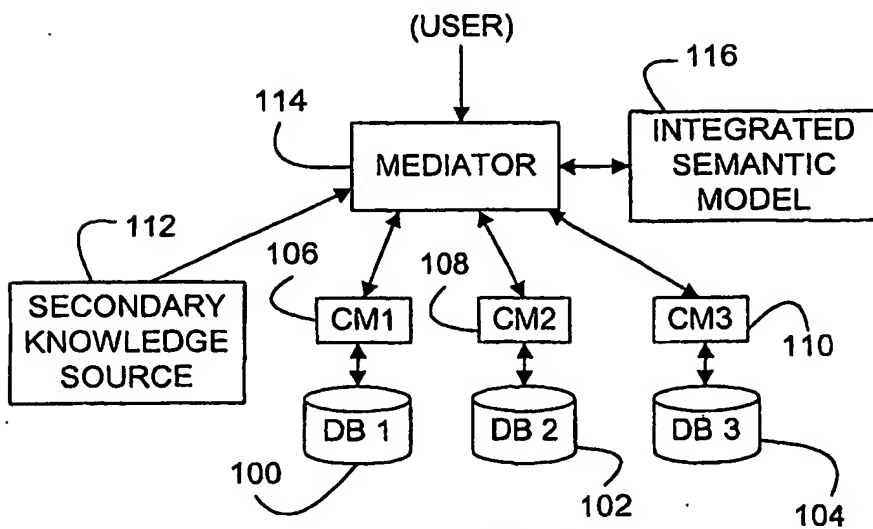 (USER)
116
114
MEDIATOR
INTEGRATED
SEMANTIC
MODEL
112
106
108
SECONDARY
KNOWLEDGE
SOURCE
CM1
CM2
CM3
110
DB 1
DB 2
DB 3
100
102
104